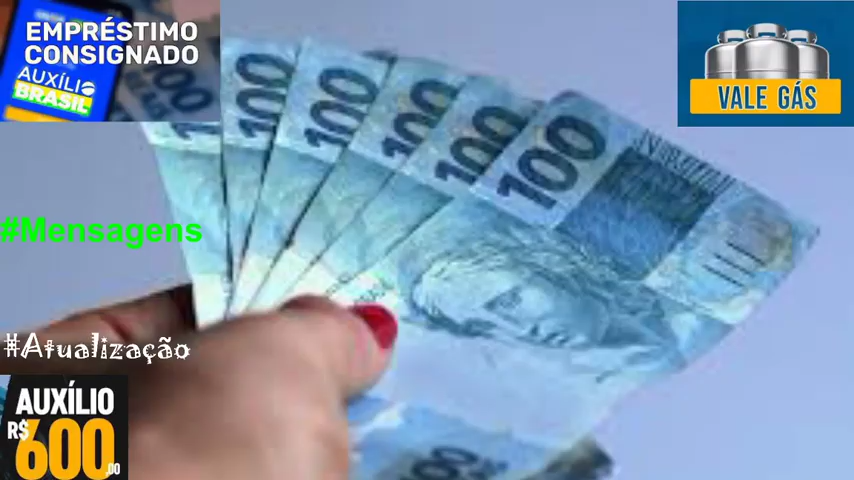 EMPRÉSTIMO
CONSIGNADO
AUXÍLIO
BRASIL
VALE GÁS
100
100
100
100
100
#Mensagens
#Atualização
AUXÍLIO
R$ 600,00
100